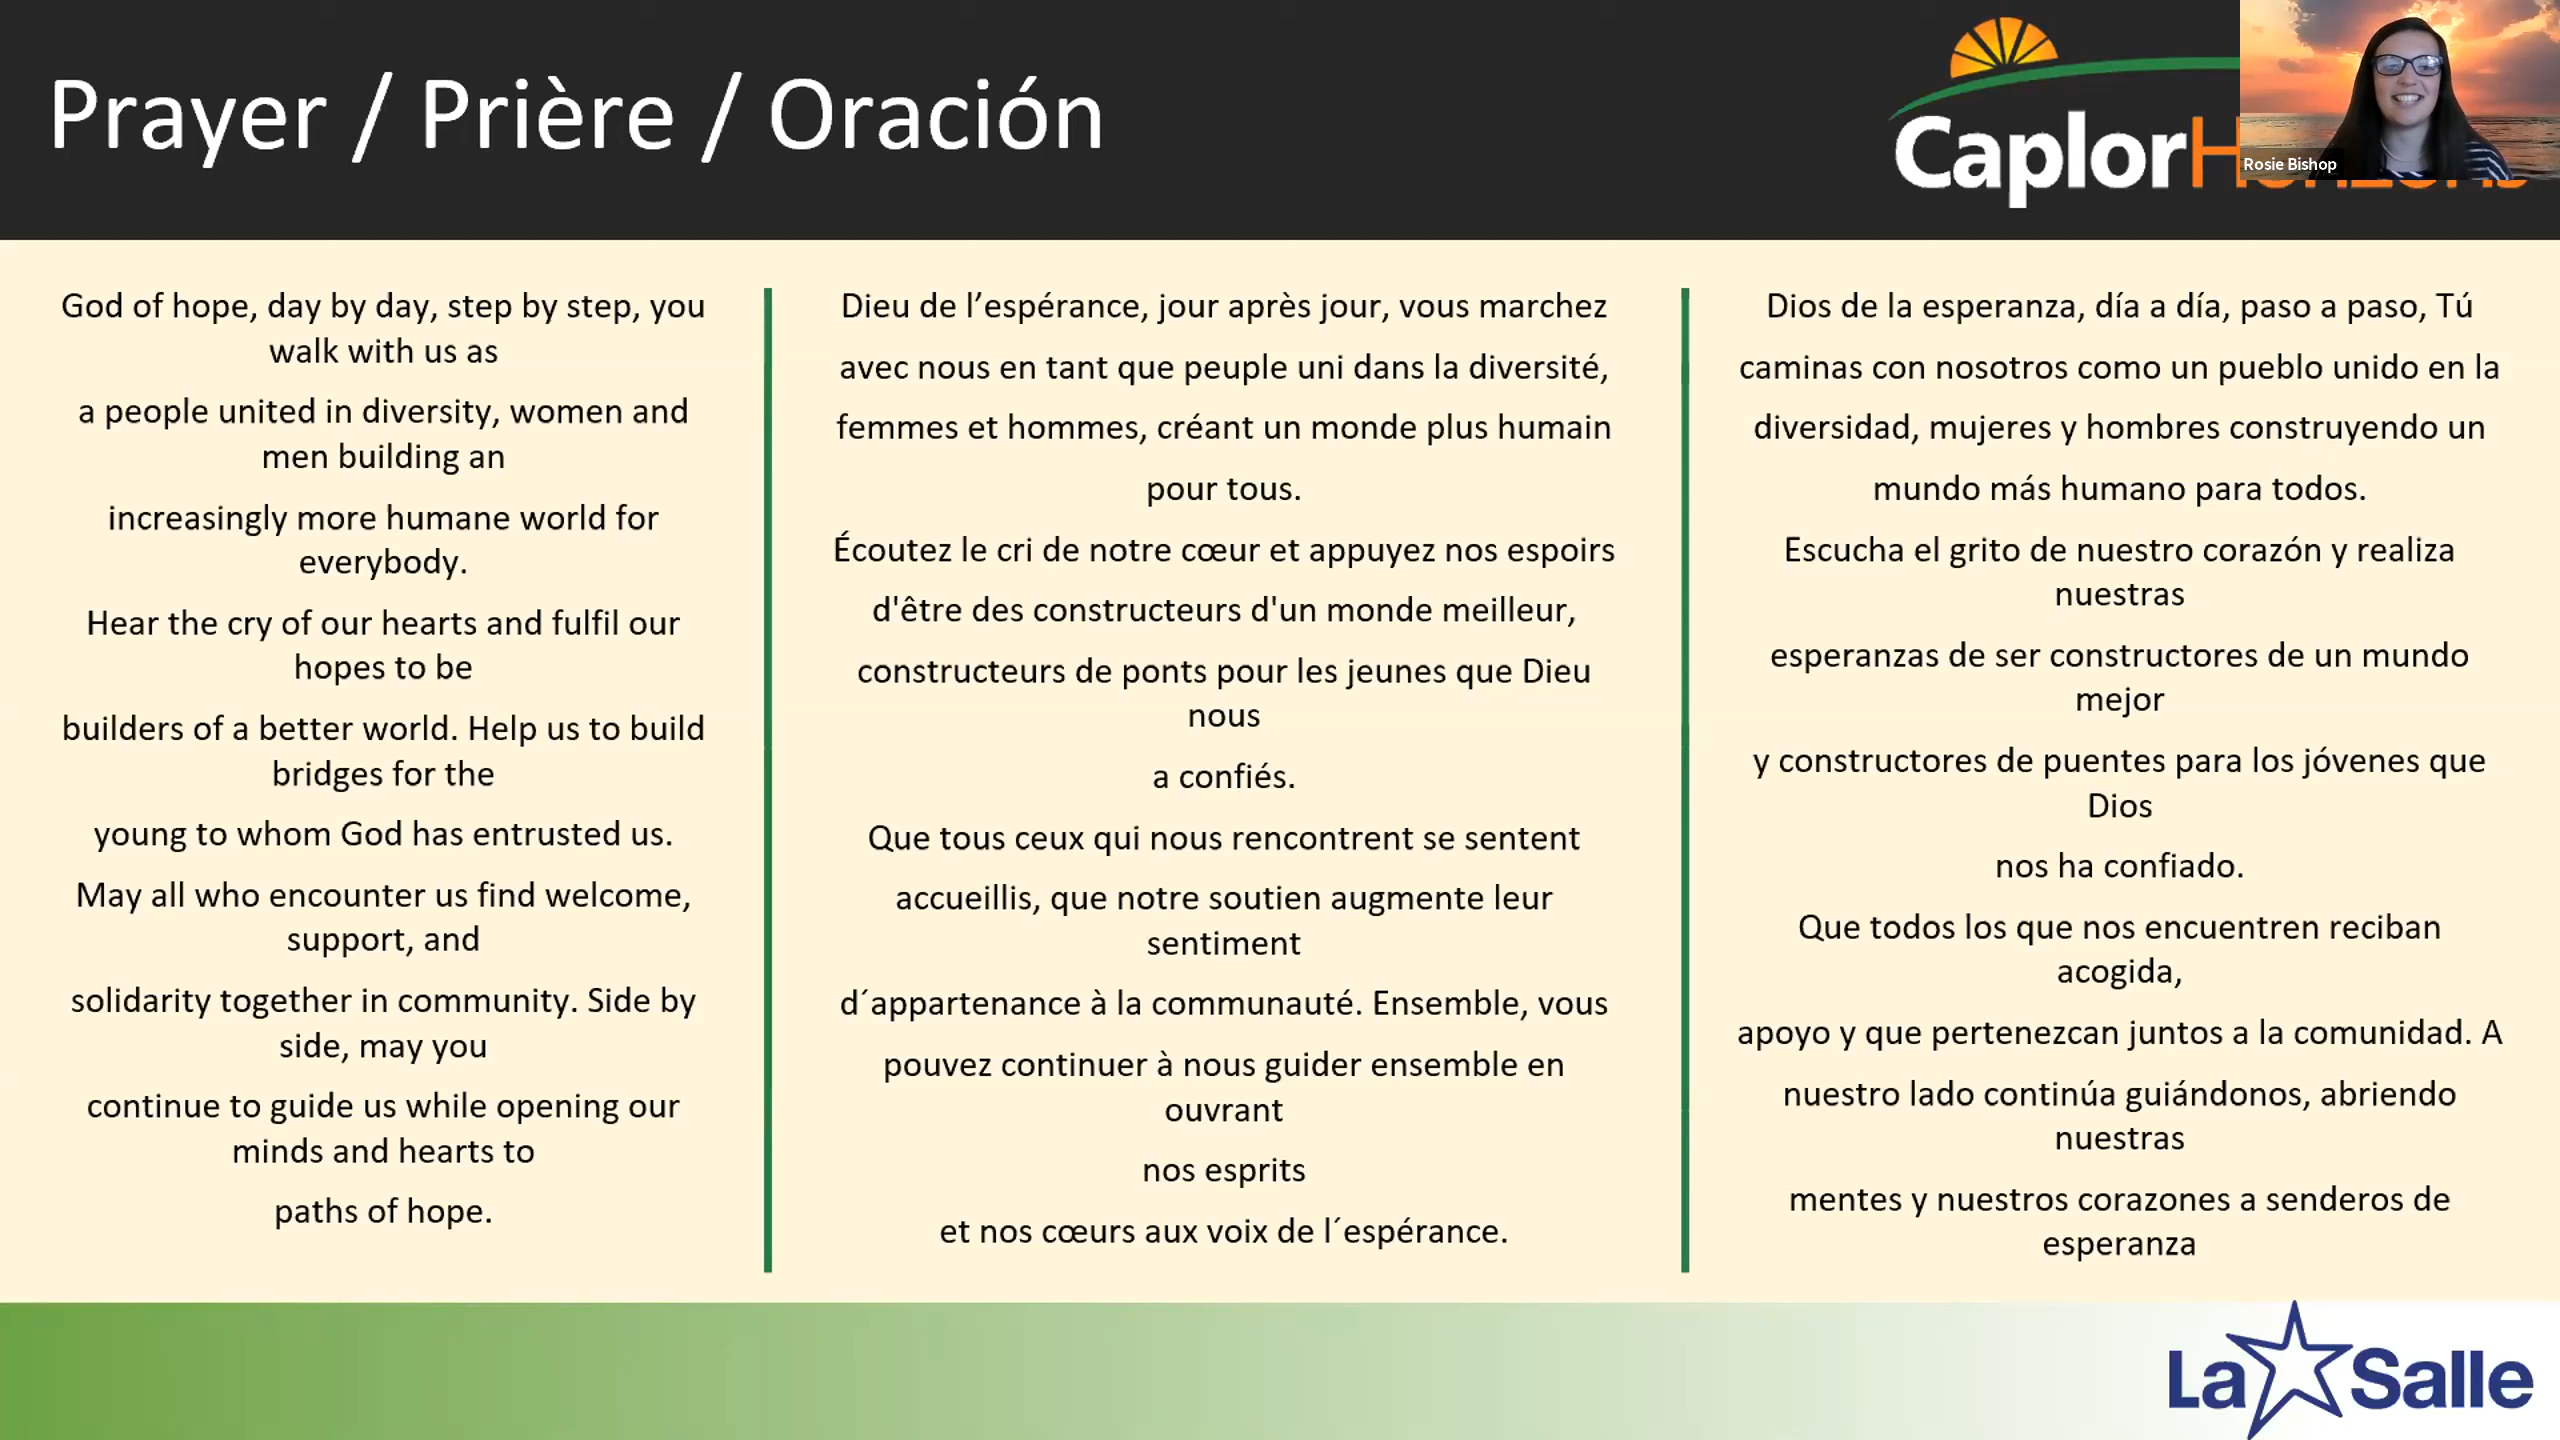 Prayer / Prière / Oración
CaplorH
Rosie Bishop
God of hope, day by day, step by step, you
walk with us as
a people united in diversity, women and
men building an
increasingly more humane world for
everybody.
Hear the cry of our hearts and fulfil our
hopes to be
builders of a better world. Help us to build
bridges for the
young to whom God has entrusted us.
May all who encounter us find welcome,
support, and
solidarity together in community. Side by
side, may you
continue to guide us while opening our
minds and hearts to
paths of hope.
Dieu de l’espérance, jour après jour, vous marchez
avec nous en tant que peuple uni dans la diversité,
femmes et hommes, créant un monde plus humain
pour tous.
Écoutez le cri de notre cœur et appuyez nos espoirs
d'être des constructeurs d'un monde meilleur,
constructeurs de ponts pour les jeunes que Dieu
nous
a confiés.
Que tous ceux qui nous rencontrent se sentent
accueillis, que notre soutien augmente leur
sentiment
d´appartenance à la communauté. Ensemble, vous
pouvez continuer à nous guider ensemble en
ouvrant
nos esprits
et nos cœurs aux voix de l´espérance.
Dios de la esperanza, día a día, paso a paso, Tú
caminas con nosotros como un pueblo unido en la
diversidad, mujeres y hombres construyendo un
mundo más humano para todos.
Escucha el grito de nuestro corazón y realiza
nuestras
esperanzas de ser constructores de un mundo
mejor
y constructores de puentes para los jóvenes que
Dios
nos ha confiado.
Que todos los que nos encuentren reciban
acogida,
apoyo y que pertenezcan juntos a la comunidad. A
nuestro lado continúa guiándonos, abriendo
nuestras
mentes y nuestros corazones a senderos de
esperanza
La Salle